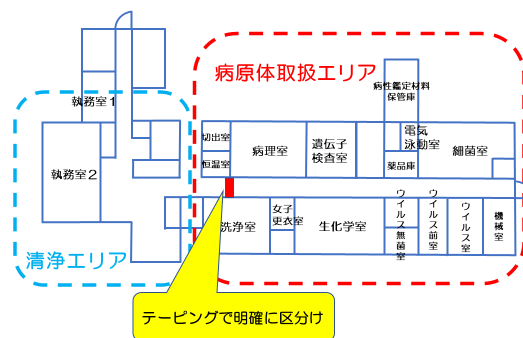 病原体取扱エリア
病性鑑定材料
保管庫
執務室１
切出室
病理室
遺伝子
検査室
電気
泳動室
細菌室
恒温室
薬品庫
執務室２
洗浄室
女子
更衣室
生化学室
ウイルス無菌室
ウイルス前室
ウイルス室
機械室
清浄エリア
テーピングで明確に区分け